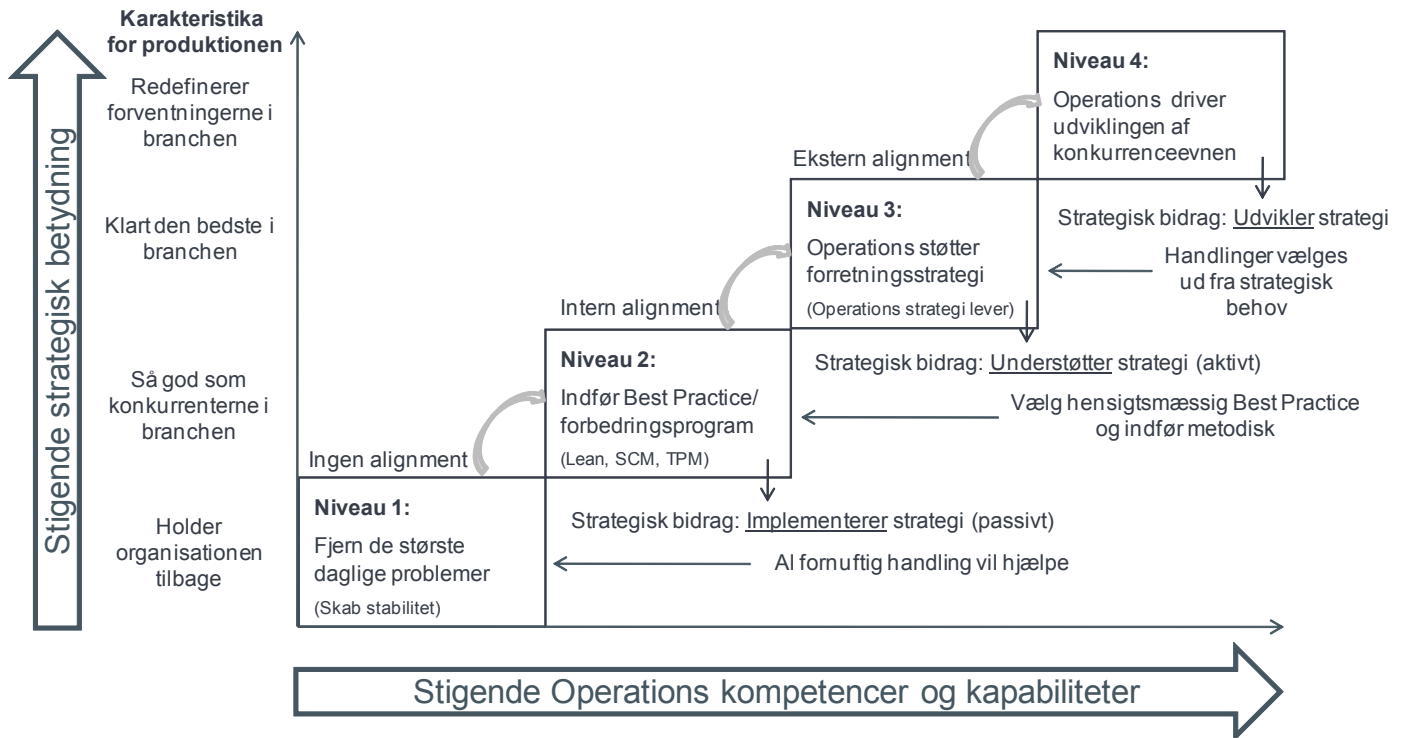 Stigende strategisk betydning
Karakteristika
for produktionen
Redefinerer
forventningerne i
branchen
Klart den bedste i
branchen
Så god som
konkurrenterne i
branchen
Holder
organisationen
tilbage
Niveau 4:
Operations driver
udviklingen af
konkurrenceevnen
Ekstern alignment
Strategisk bidrag: Udvikler strategi
Handlinger vælges
ud fra strategisk
behov
Niveau 3:
Operations støtter
forretningsstrategi
(Operations strategi lever)
Intern alignment
Strategisk bidrag: Understøtter strategi (aktivt)
Vælg hensigtsmæssig Best Practice
og indfør metodisk
Niveau 2:
Indfør Best Practice/
forbedringsprogram
(Lean, SCM, TPM)
Ingen alignment
Strategisk bidrag: Implementerer strategi (passivt)
Al fornuftig handling vil hjælpe
Niveau 1:
Fjern de største
daglige problemer
(Skab stabilitet)
Stigende Operations kompetencer og kapabiliteter